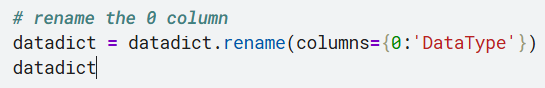 # rename the 0 column
datadict = datadict.rename(columns={0:'DataType'})
datadict